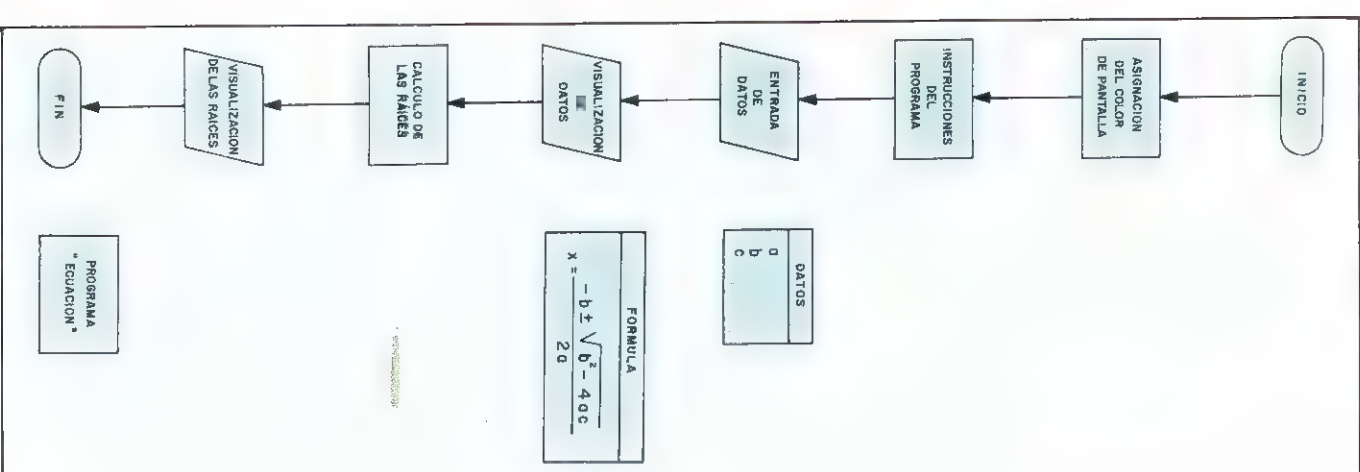 INICIO
ASIGNACION
DEL COLOR
DE PANTALLA
INSTRUCCIONES
DEL
PROGRAMA
ENTRADA
DE
DATOS
VISUALIZACION
DATOS
CALCULO DE
LAS RAICES
VISUALIZACION
DE LAS RAICES
FIN
DATOS
a
b
c
FORMULA
x = -b ± √b² - 4ac
2a
PROGRAMA
"ECUACION"